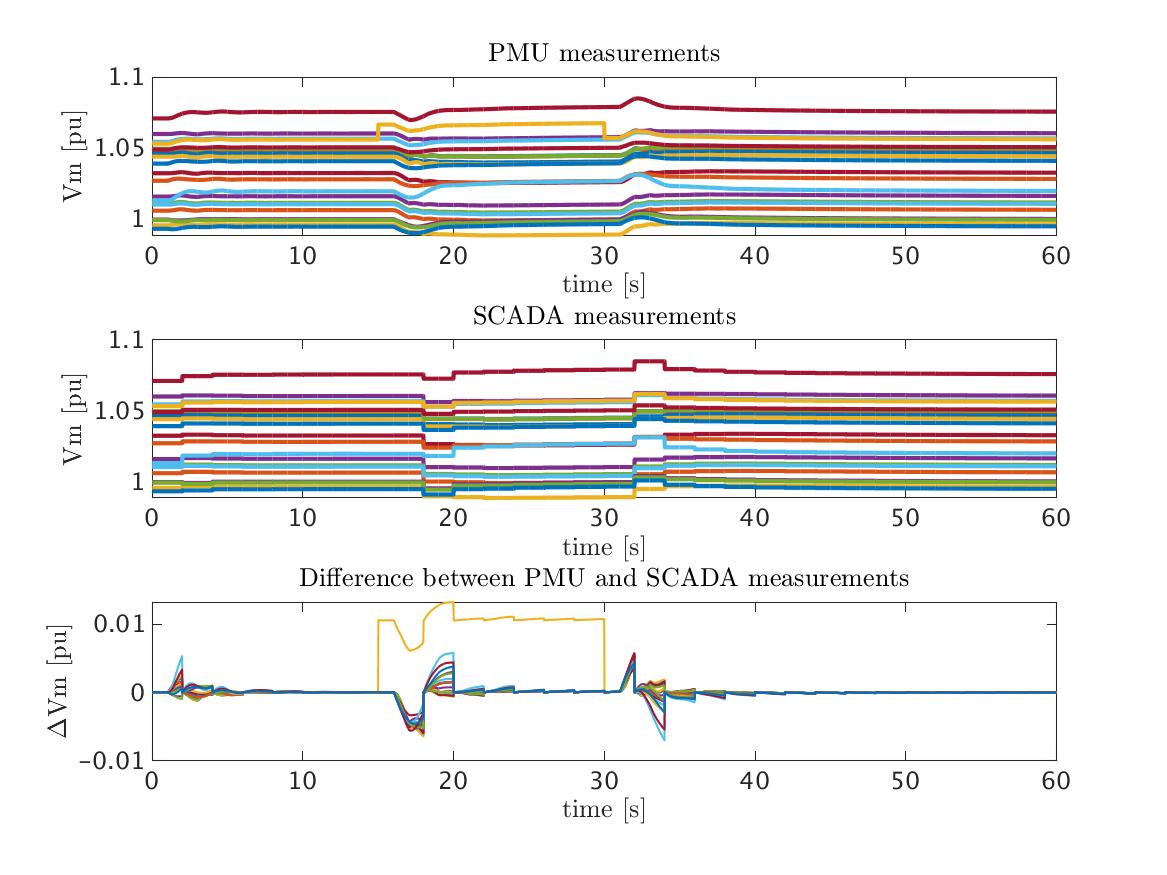 PMU measurements
1.1
1.05
1
Vm [pu]
0 10 20 30 40 50 60
time [s]
SCADA measurements
1.1
1.05
1
Vm [pu]
0 10 20 30 40 50 60
time [s]
Difference between PMU and SCADA measurements
0.01
0
−0.01
ΔVm [pu]
0 10 20 30 40 50 60
time [s]